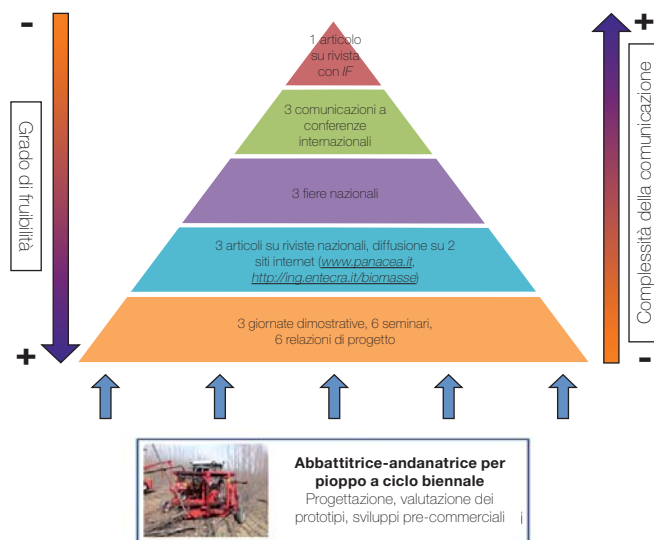 -
+
1 articolo
su rivista
con IF
3 comunicazioni a
conferenze
internazionali
3 fiere nazionali
3 articoli su riviste nazionali, diffusione su 2
siti internet (www.panacea.it,
http://ing.entecra.it/biomasse)
3 giornate dimostrative, 6 seminari,
6 relazioni di progetto
Grado di fruibilità
Complessità della comunicazione
+
-
Abbattitrice-andanatrice per
pioppo a ciclo biennale
Progettazione, valutazione dei
prototipi, sviluppi pre-commerciali i